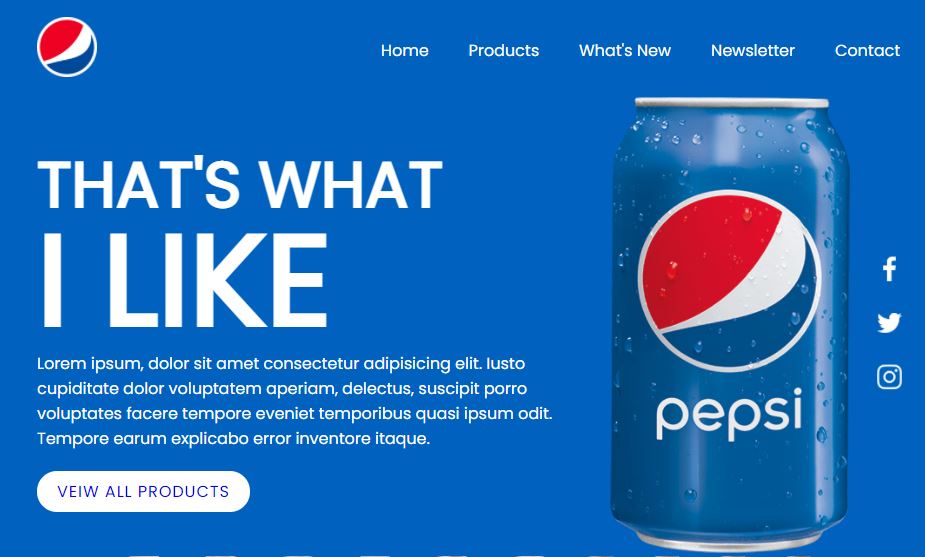 Home Products What's New Newsletter Contact
THAT'S WHAT
I LIKE
Lorem ipsum, dolor sit amet consectetur adipisicing elit. Iusto
cupiditate dolor voluptatem aperiam, delectus, suscipit porro
voluptates facere tempore eveniet temporibus quasi ipsum odit.
Tempore earum explicabo error inventore itaque.
VEIW ALL PRODUCTS
pepsi